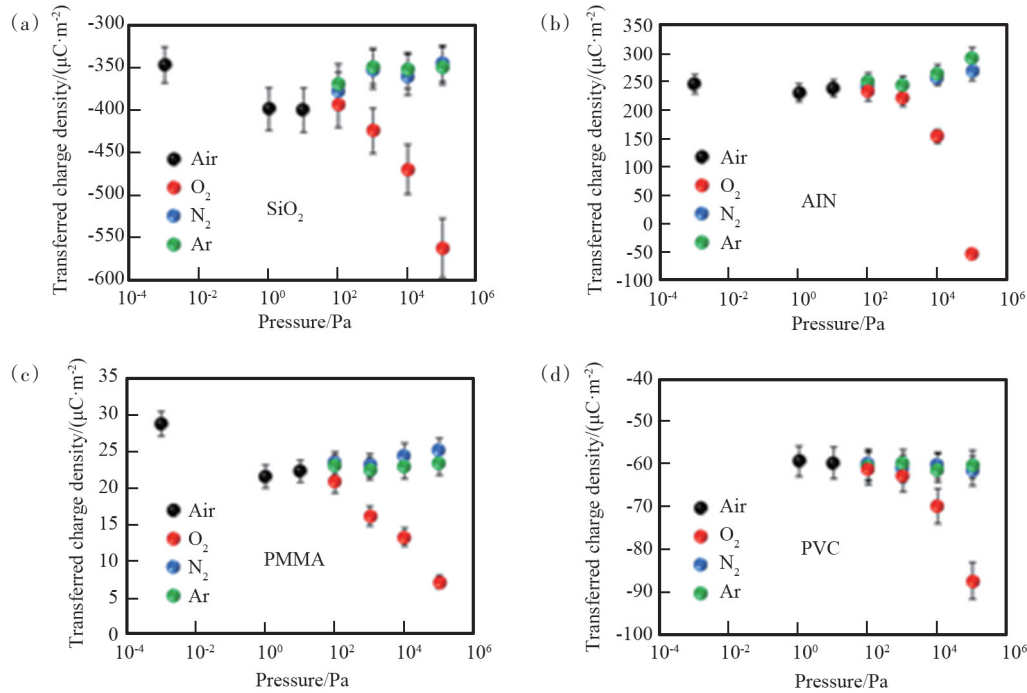 (a)
Transferred charge density/(μC·m⁻²)
-300
-350
-400
-450
-500
-550
-600
Air
O₂
N₂
Ar
SiO₂
10⁻⁴
10⁻²
10⁰
10²
10⁴
10⁶
Pressure/Pa
(b)
Transferred charge density/(μC·m⁻²)
350
300
250
200
150
100
50
0
-50
-100
Air
O₂
N₂
Ar
AIN
10⁻⁴
10⁻²
10⁰
10²
10⁴
10⁶
Pressure/Pa
(c)
Transferred charge density/(μC·m⁻²)
35
30
25
20
15
10
5
0
Air
O₂
N₂
Ar
PMMA
10⁻⁴
10⁻²
10⁰
10²
10⁴
10⁶
Pressure/Pa
(d)
Transferred charge density/(μC·m⁻²)
-40
-50
-60
-70
-80
-90
-100
Air
O₂
N₂
Ar
PVC
10⁻⁴
10⁻²
10⁰
10²
10⁴
10⁶
Pressure/Pa